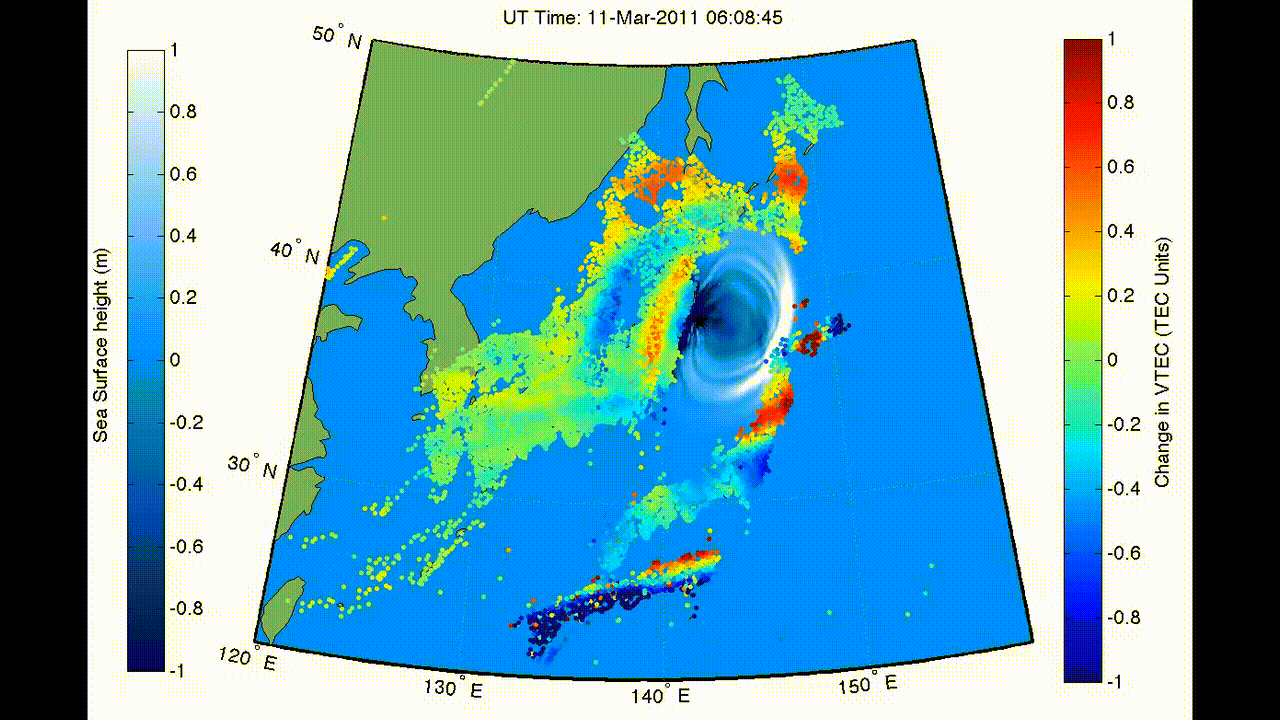 UT Time: 11-Mar-2011 06:08:45
50° N
40° N
30° N
120° E
130° E
140° E
150° E
Sea Surface height (m)
1
0.8
0.6
0.4
0.2
0
-0.2
-0.4
-0.6
-0.8
-1
Change in VTEC (TEC Units)
1
0.8
0.6
0.4
0.2
0
-0.2
-0.4
-0.6
-0.8
-1